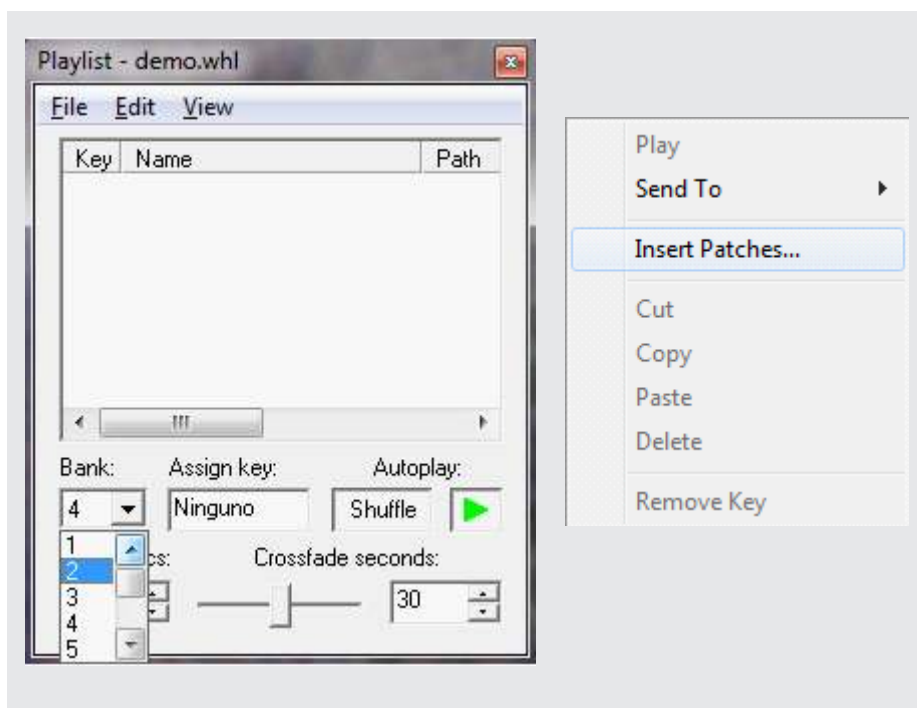 Playlist - demo.whl
File Edit View
Key Name Path
Bank: Assign key: Autoplay:
4 Ninguno Shuffle
1
cs: Crossfade seconds:
2
3
30
4
5
Play
Send To
Insert Patches...
Cut
Copy
Paste
Delete
Remove Key